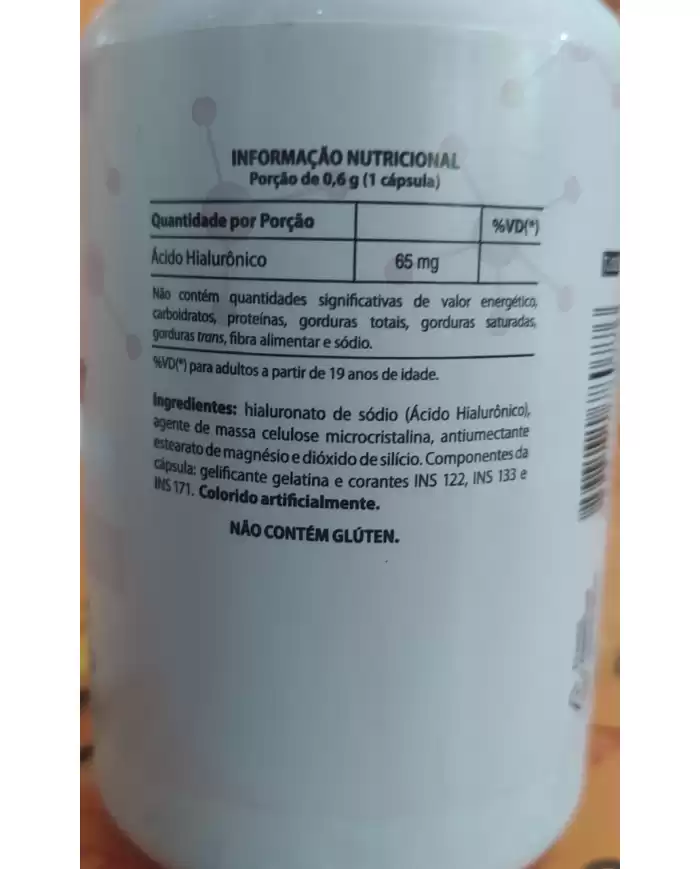 INFORMAÇÃO NUTRICIONAL
Porção de 0,6 g (1 cápsula)
Quantidade por Porção %VD(*)
Ácido Hialurônico 65 mg
Não contém quantidades significativas de valor energético,
carboidratos, proteínas, gorduras totais, gorduras saturadas,
gorduras trans, fibra alimentar e sódio.
%VD(*) para adultos a partir de 19 anos de idade.
Ingredientes: hialuronato de sódio (Ácido Hialurônico),
agente de massa celulose microcristalina, antiumectante
estearato de magnésio e dióxido de silício. Componentes da
cápsula: gelificante gelatina e corantes INS 122, INS 133 e
INS 171. Colorido artificialmente.
NÃO CONTÉM GLÚTEN.